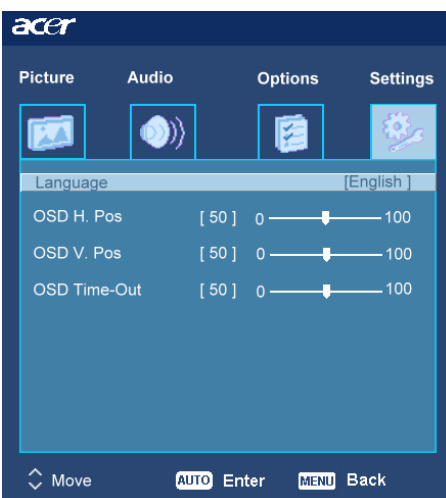 acer
Picture Audio Options Settings
Language [English ]
OSD H. Pos [ 50 ] 0 100
OSD V. Pos [ 50 ] 0 100
OSD Time-Out [ 50 ] 0 100
Move AUTO Enter MENU Back